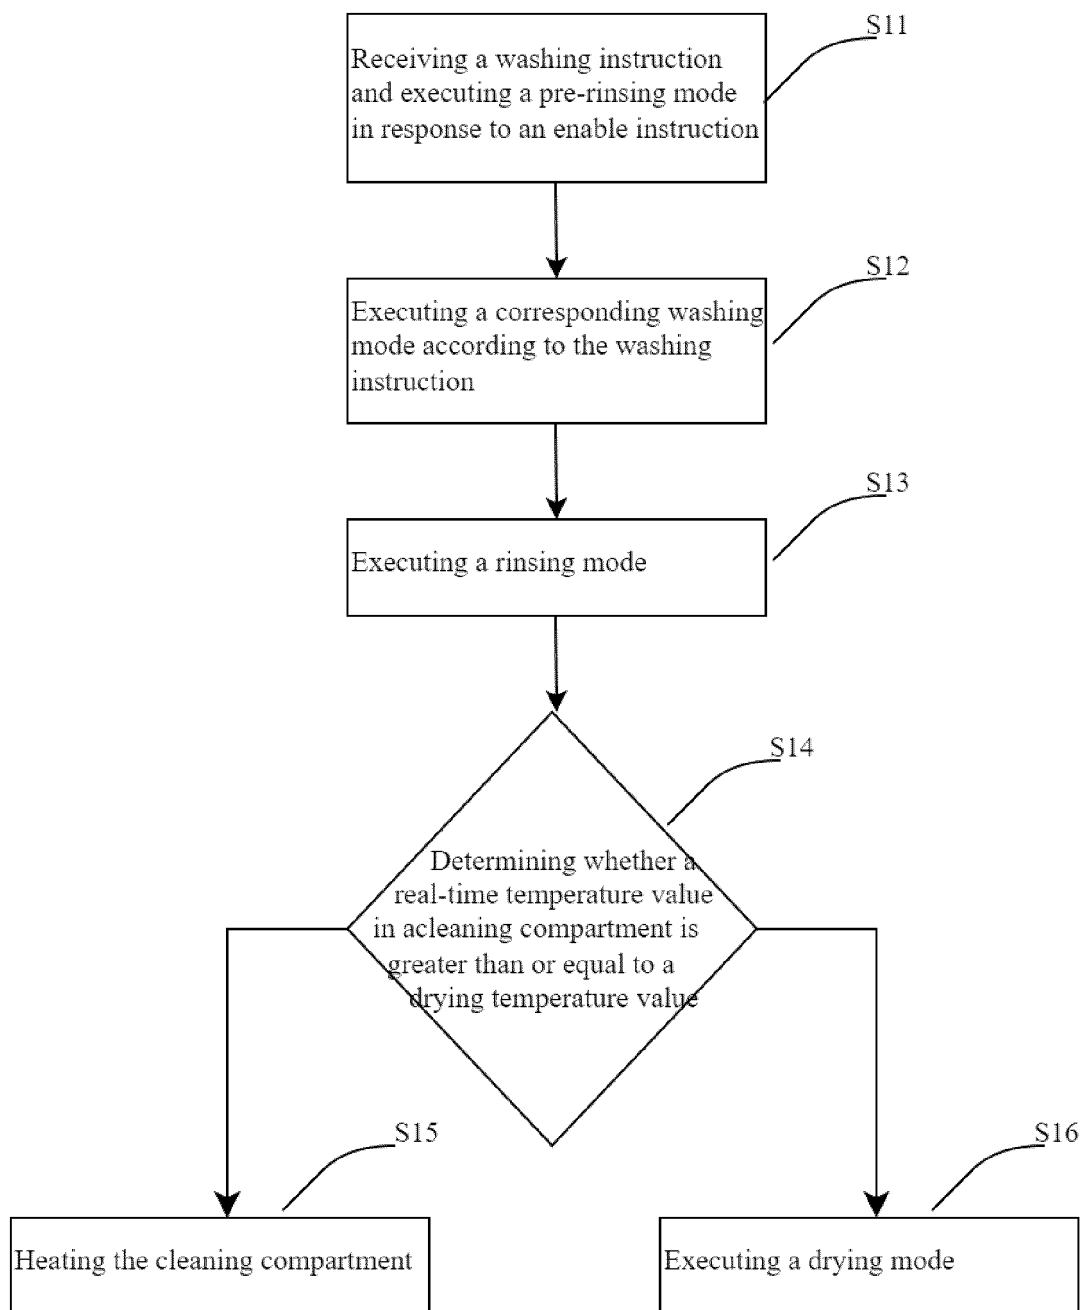 S11
Receiving a washing instruction
and executing a pre-rinsing mode
in response to an enable instruction
S12
Executing a corresponding washing
mode according to the washing
instruction
S13
Executing a rinsing mode
S14
Determining whether a
real-time temperature value
in acleaning compartment is
greater than or equal to a
drying temperature value
S15
S16
Heating the cleaning compartment
Executing a drying mode